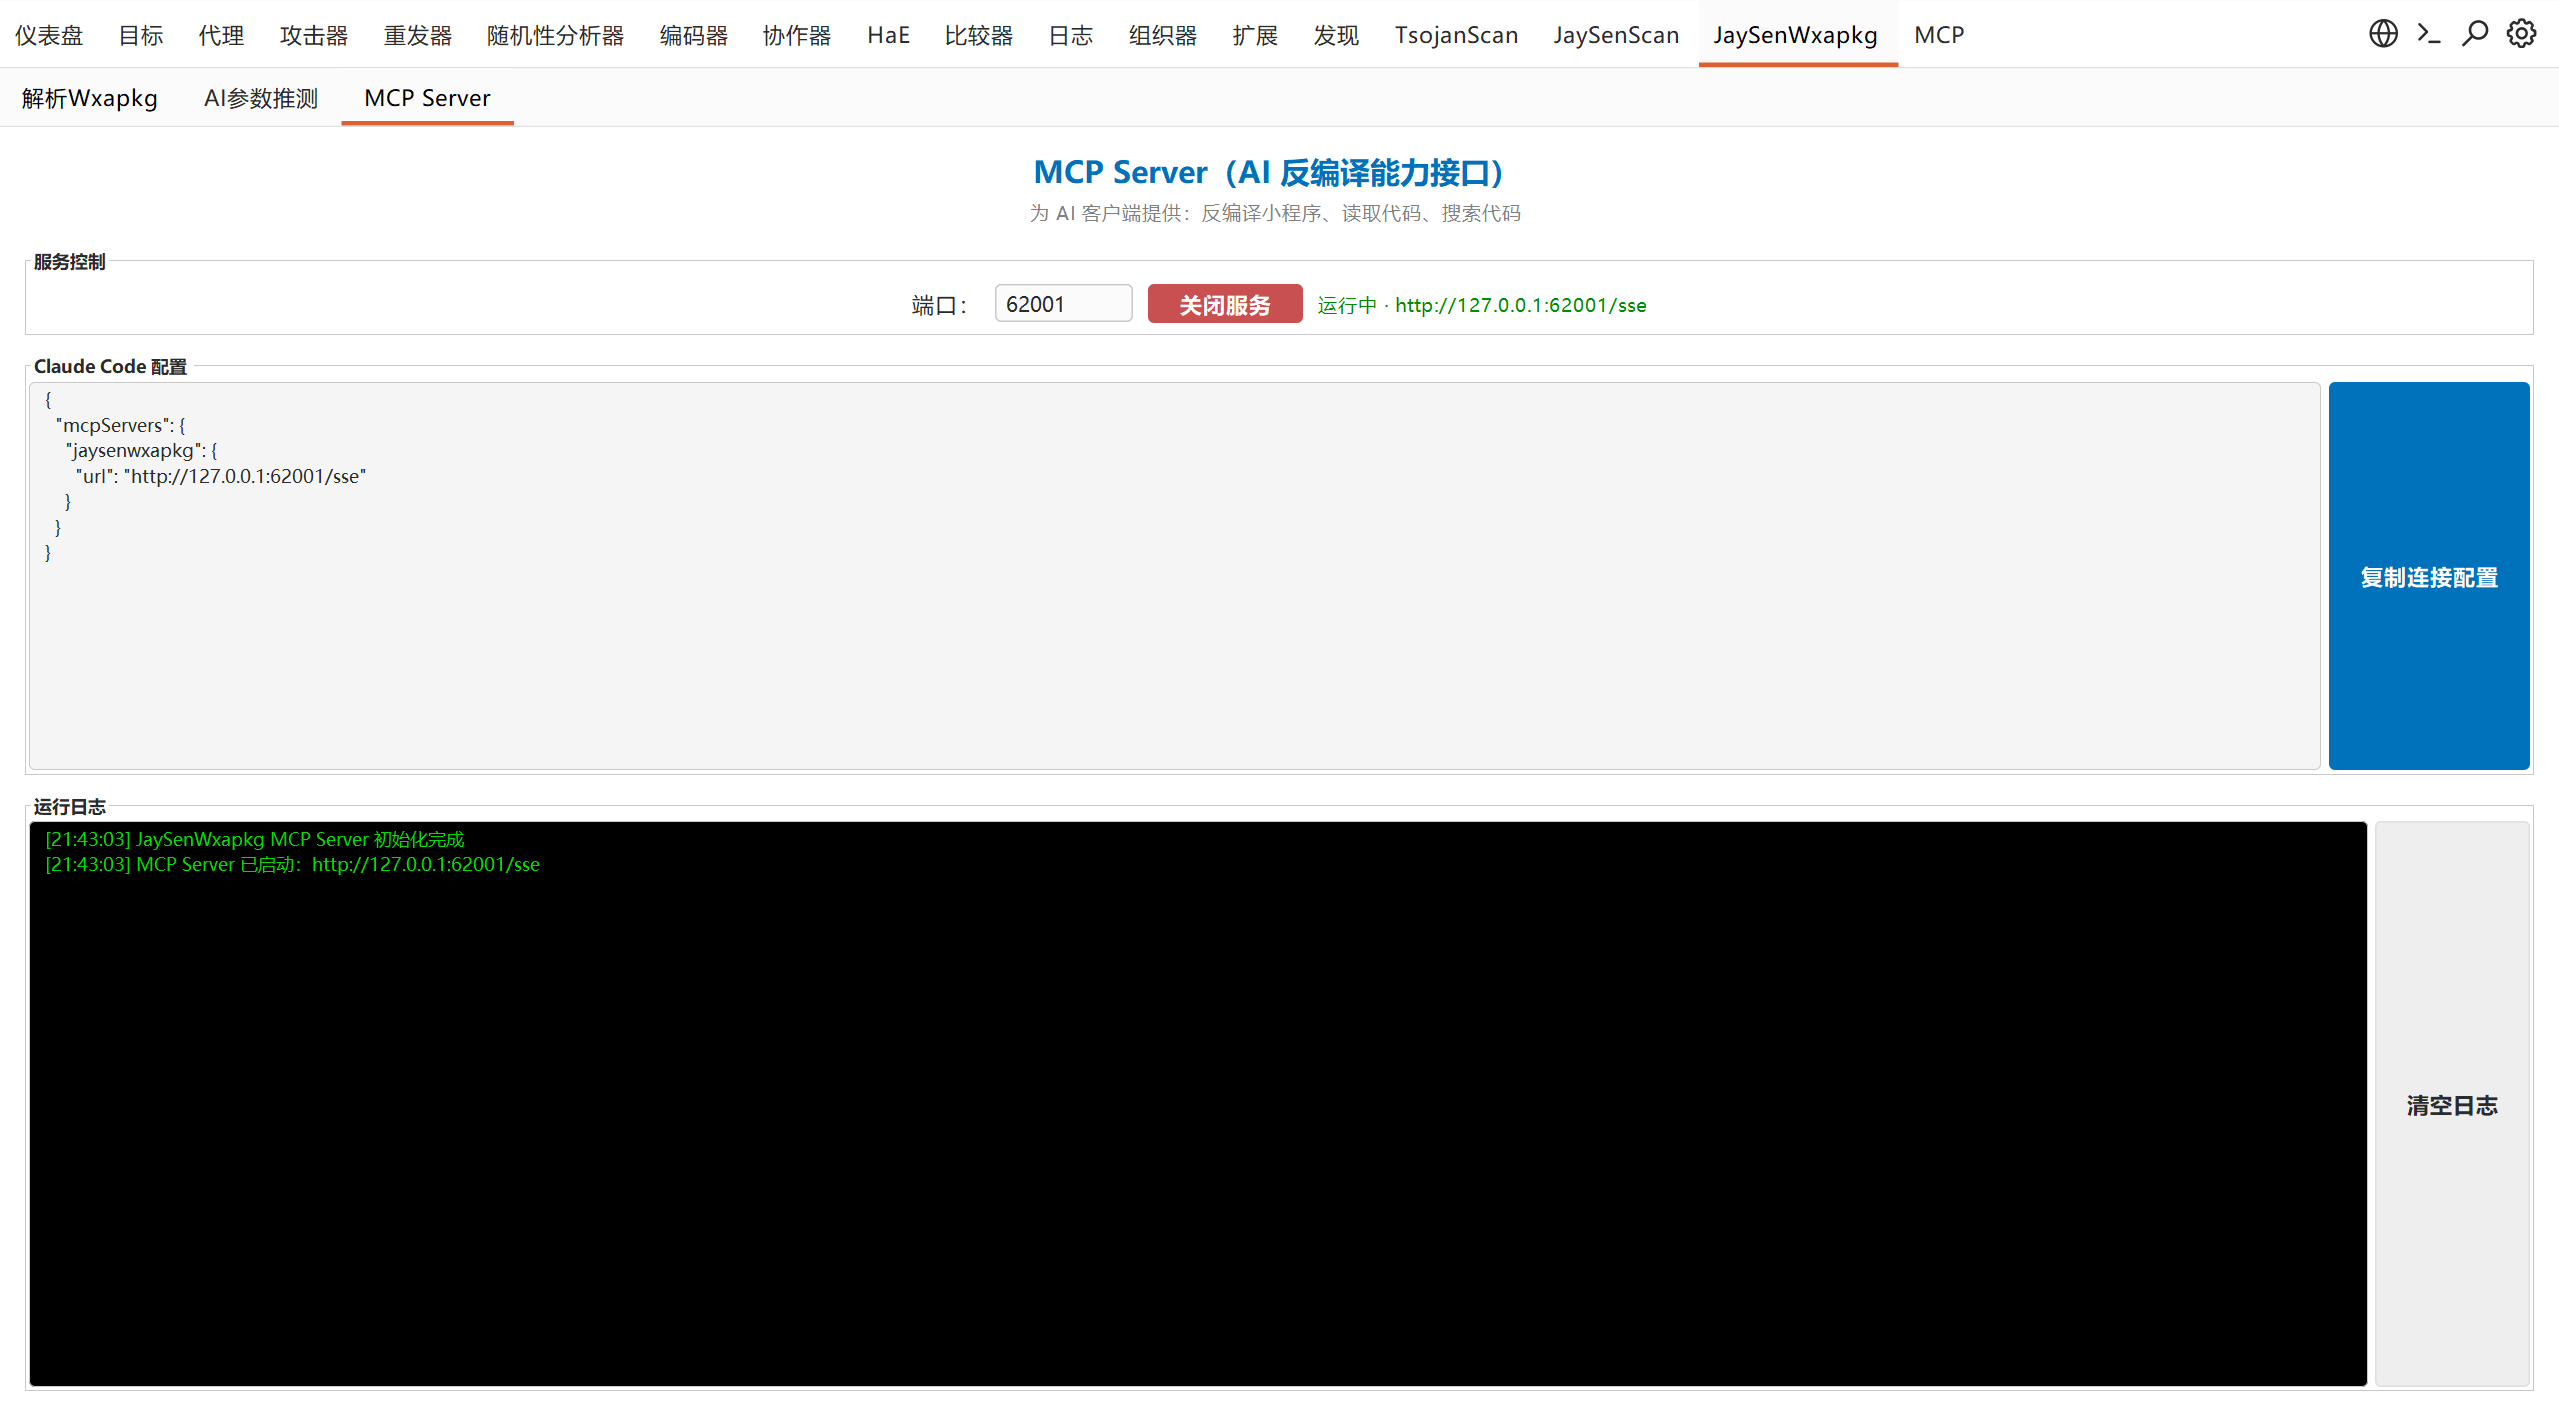 仪表盘 目标 代理 攻击器 重发器 随机性分析器 编码器 协作器 HaE 比较器 日志 组织器 扩展 发现 TsojanScan JaySenScan JaySenWxapkg MCP
解析Wxapkg AI参数推测 MCP Server
MCP Server（AI 反编译能力接口）
为 AI 客户端提供：反编译小程序、读取代码、搜索代码
服务控制
端口： 62001 关闭服务 运行中 · http://127.0.0.1:62001/sse
Claude Code 配置
{
"mcpServers": {
"jaysenwxapkg": {
"url": "http://127.0.0.1:62001/sse"
}
}
}
复制连接配置
运行日志
[21:43:03] JaySenWxapkg MCP Server 初始化完成
[21:43:03] MCP Server 已启动：http://127.0.0.1:62001/sse
清空日志